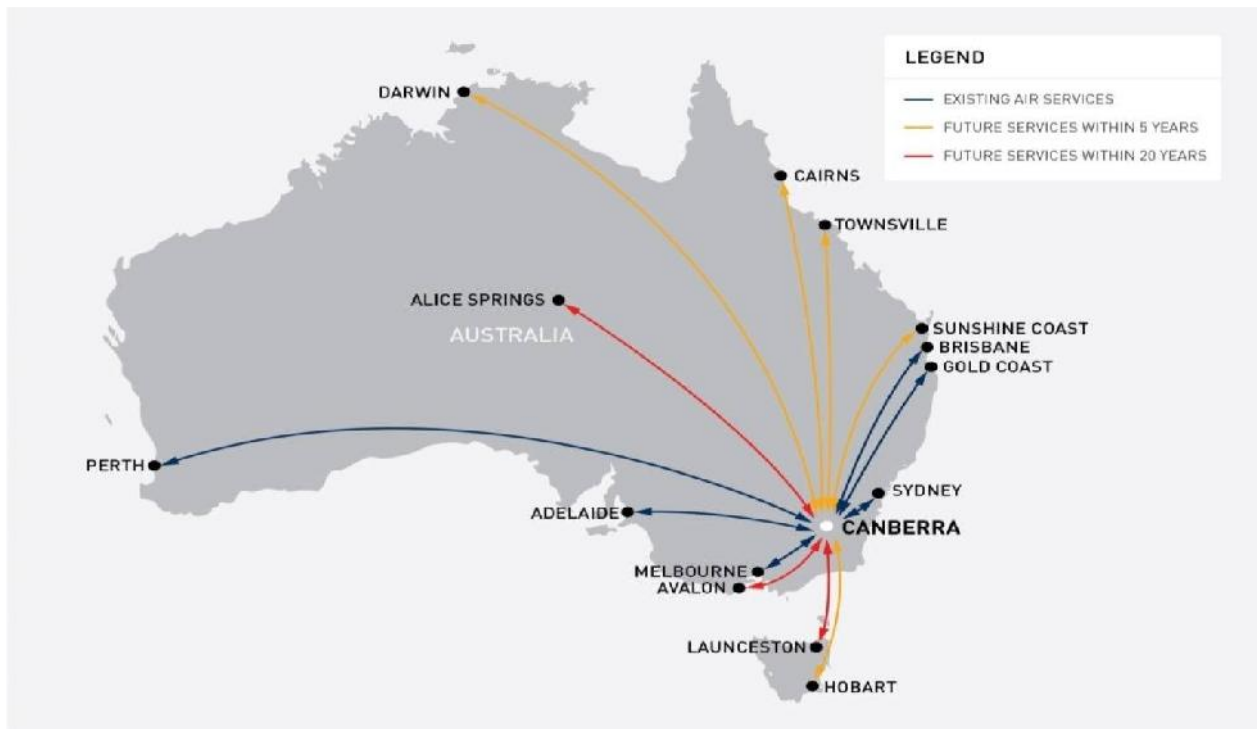 LEGEND
EXISTING AIR SERVICES
FUTURE SERVICES WITHIN 5 YEARS
FUTURE SERVICES WITHIN 20 YEARS
DARWIN
CAIRNS
TOWNSVILLE
ALICE SPRINGS
AUSTRALIA
SUNSHINE COAST
BRISBANE
GOLD COAST
PERTH
SYDNEY
ADELAIDE
CANBERRA
MELBOURNE
AVALON
LAUNCESTON
HOBART